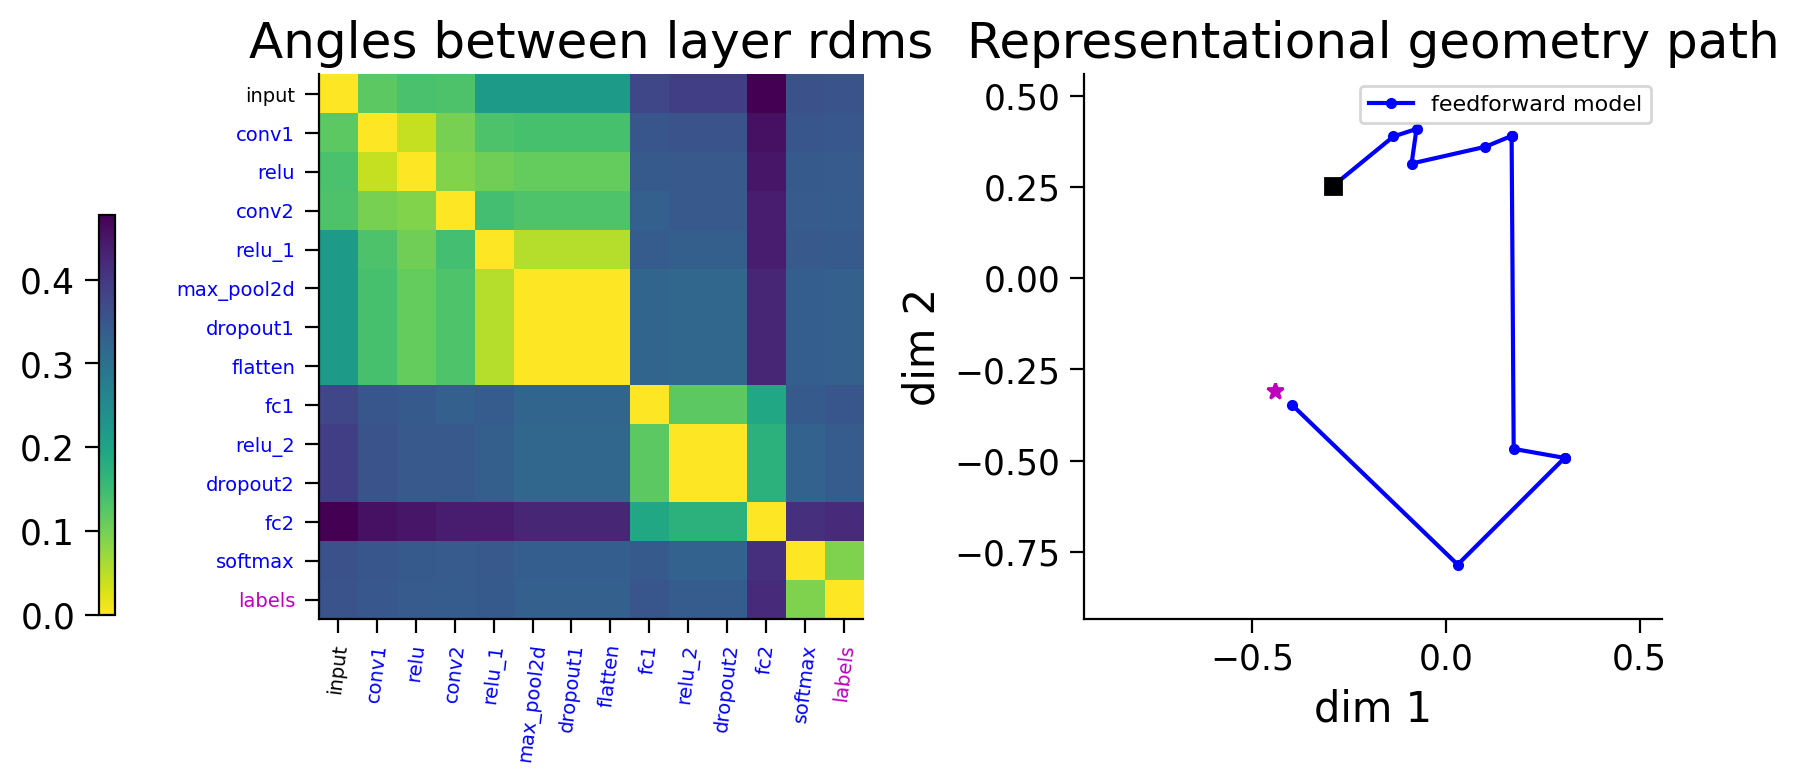 Angles between layer rdms
input
conv1
relu
conv2
relu_1
max_pool2d
dropout1
flatten
fc1
relu_2
dropout2
fc2
softmax
labels
input
conv1
relu
conv2
relu_1
max_pool2d
dropout1
flatten
fc1
relu_2
dropout2
fc2
softmax
labels
0.4
0.3
0.2
0.1
0.0
Representational geometry path
feedforward model
0.50
0.25
0.00
−0.25
−0.50
−0.75
dim 2
−0.5
0.0
0.5
dim 1